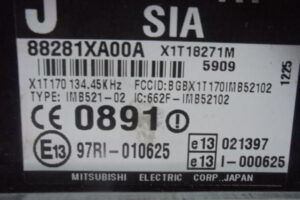 J SIA
88281XA00A X1T18271M
5909
X1T170 134.45KHz FCCID:BGBX1T170IMB52102
TYPE: IMB521-02 IC:662F-IMB52102
1225
CE 0891
E13 97RI-010625
e13 021397
e13 I-000625
MITSUBISHI ELECTRIC CORP.,JAPAN